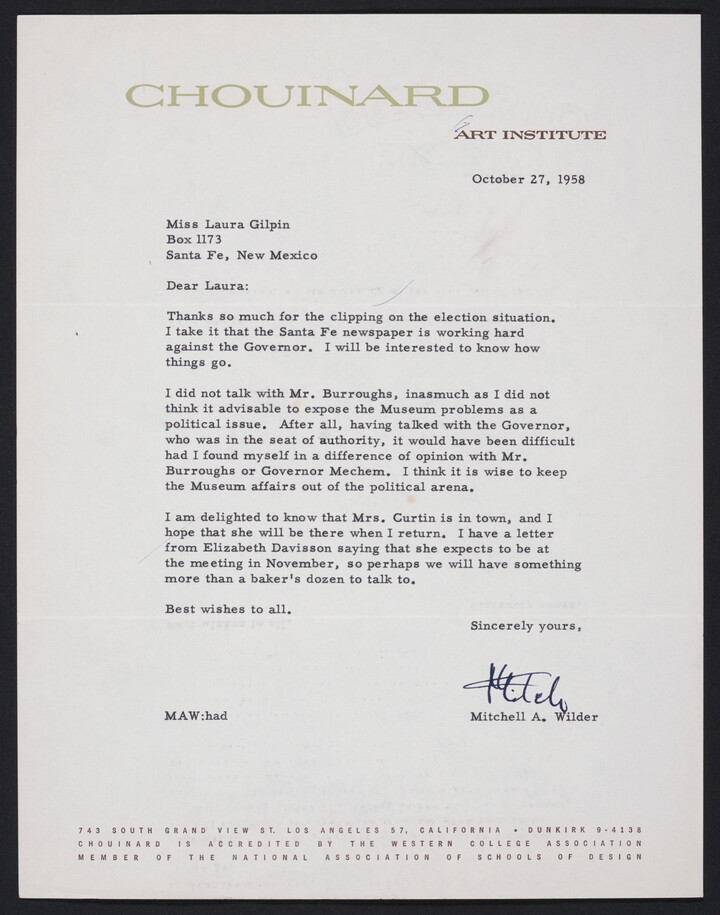 CHOUINARD
ART INSTITUTE
October 27, 1958
Miss Laura Gilpin
Box 1173
Santa Fe, New Mexico
Dear Laura:
Thanks so much for the clipping on the election situation.
I take it that the Santa Fe newspaper is working hard
against the Governor. I will be interested to know how
things go.
I did not talk with Mr. Burroughs, inasmuch as I did not
think it advisable to expose the Museum problems as a
political issue. After all, having talked with the Governor,
who was in the seat of authority, it would have been difficult
had I found myself in a difference of opinion with Mr.
Burroughs or Governor Mechem. I think it is wise to keep
the Museum affairs out of the political arena.
I am delighted to know that Mrs. Curtin is in town, and I
hope that she will be there when I return. I have a letter
from Elizabeth Davisson saying that she expects to be at
the meeting in November, so perhaps we will have something
more than a baker's dozen to talk to.
Best wishes to all.
Sincerely yours,
Mitch
MAW:had
Mitchell A. Wilder
743 SOUTH GRAND VIEW ST. LOS ANGELES 57, CALIFORNIA • DUNKIRK 9-4138
CHOUINARD IS ACCREDITED BY THE WESTERN COLLEGE ASSOCIATION
MEMBER OF THE NATIONAL ASSOCIATION OF SCHOOLS OF DESIGN